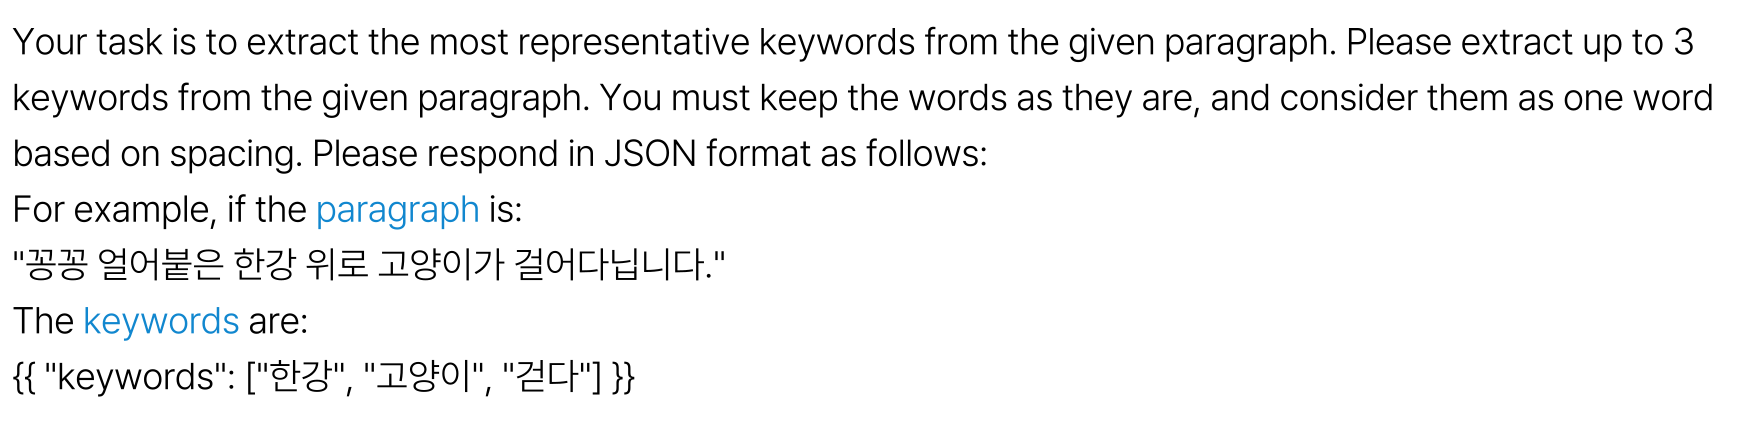 Your task is to extract the most representative keywords from the given paragraph. Please extract up to 3
keywords from the given paragraph. You must keep the words as they are, and consider them as one word
based on spacing. Please respond in JSON format as follows:
For example, if the paragraph is:
"꽁꽁 얼어붙은 한강 위로 고양이가 걸어다닙니다."
The keywords are:
{{ "keywords": ["한강", "고양이", "걷다"] }}